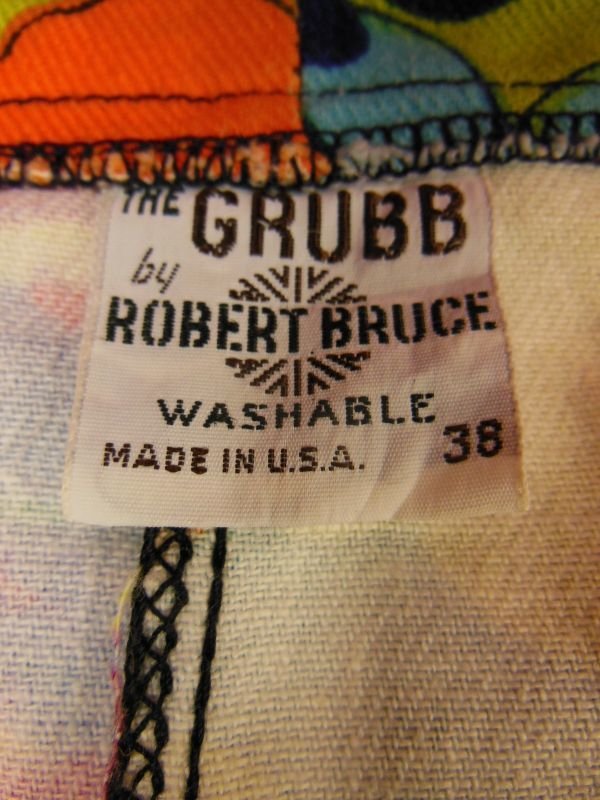 THE GRUBB
by
ROBERT BRUCE
WASHABLE
MADE IN U.S.A. 38